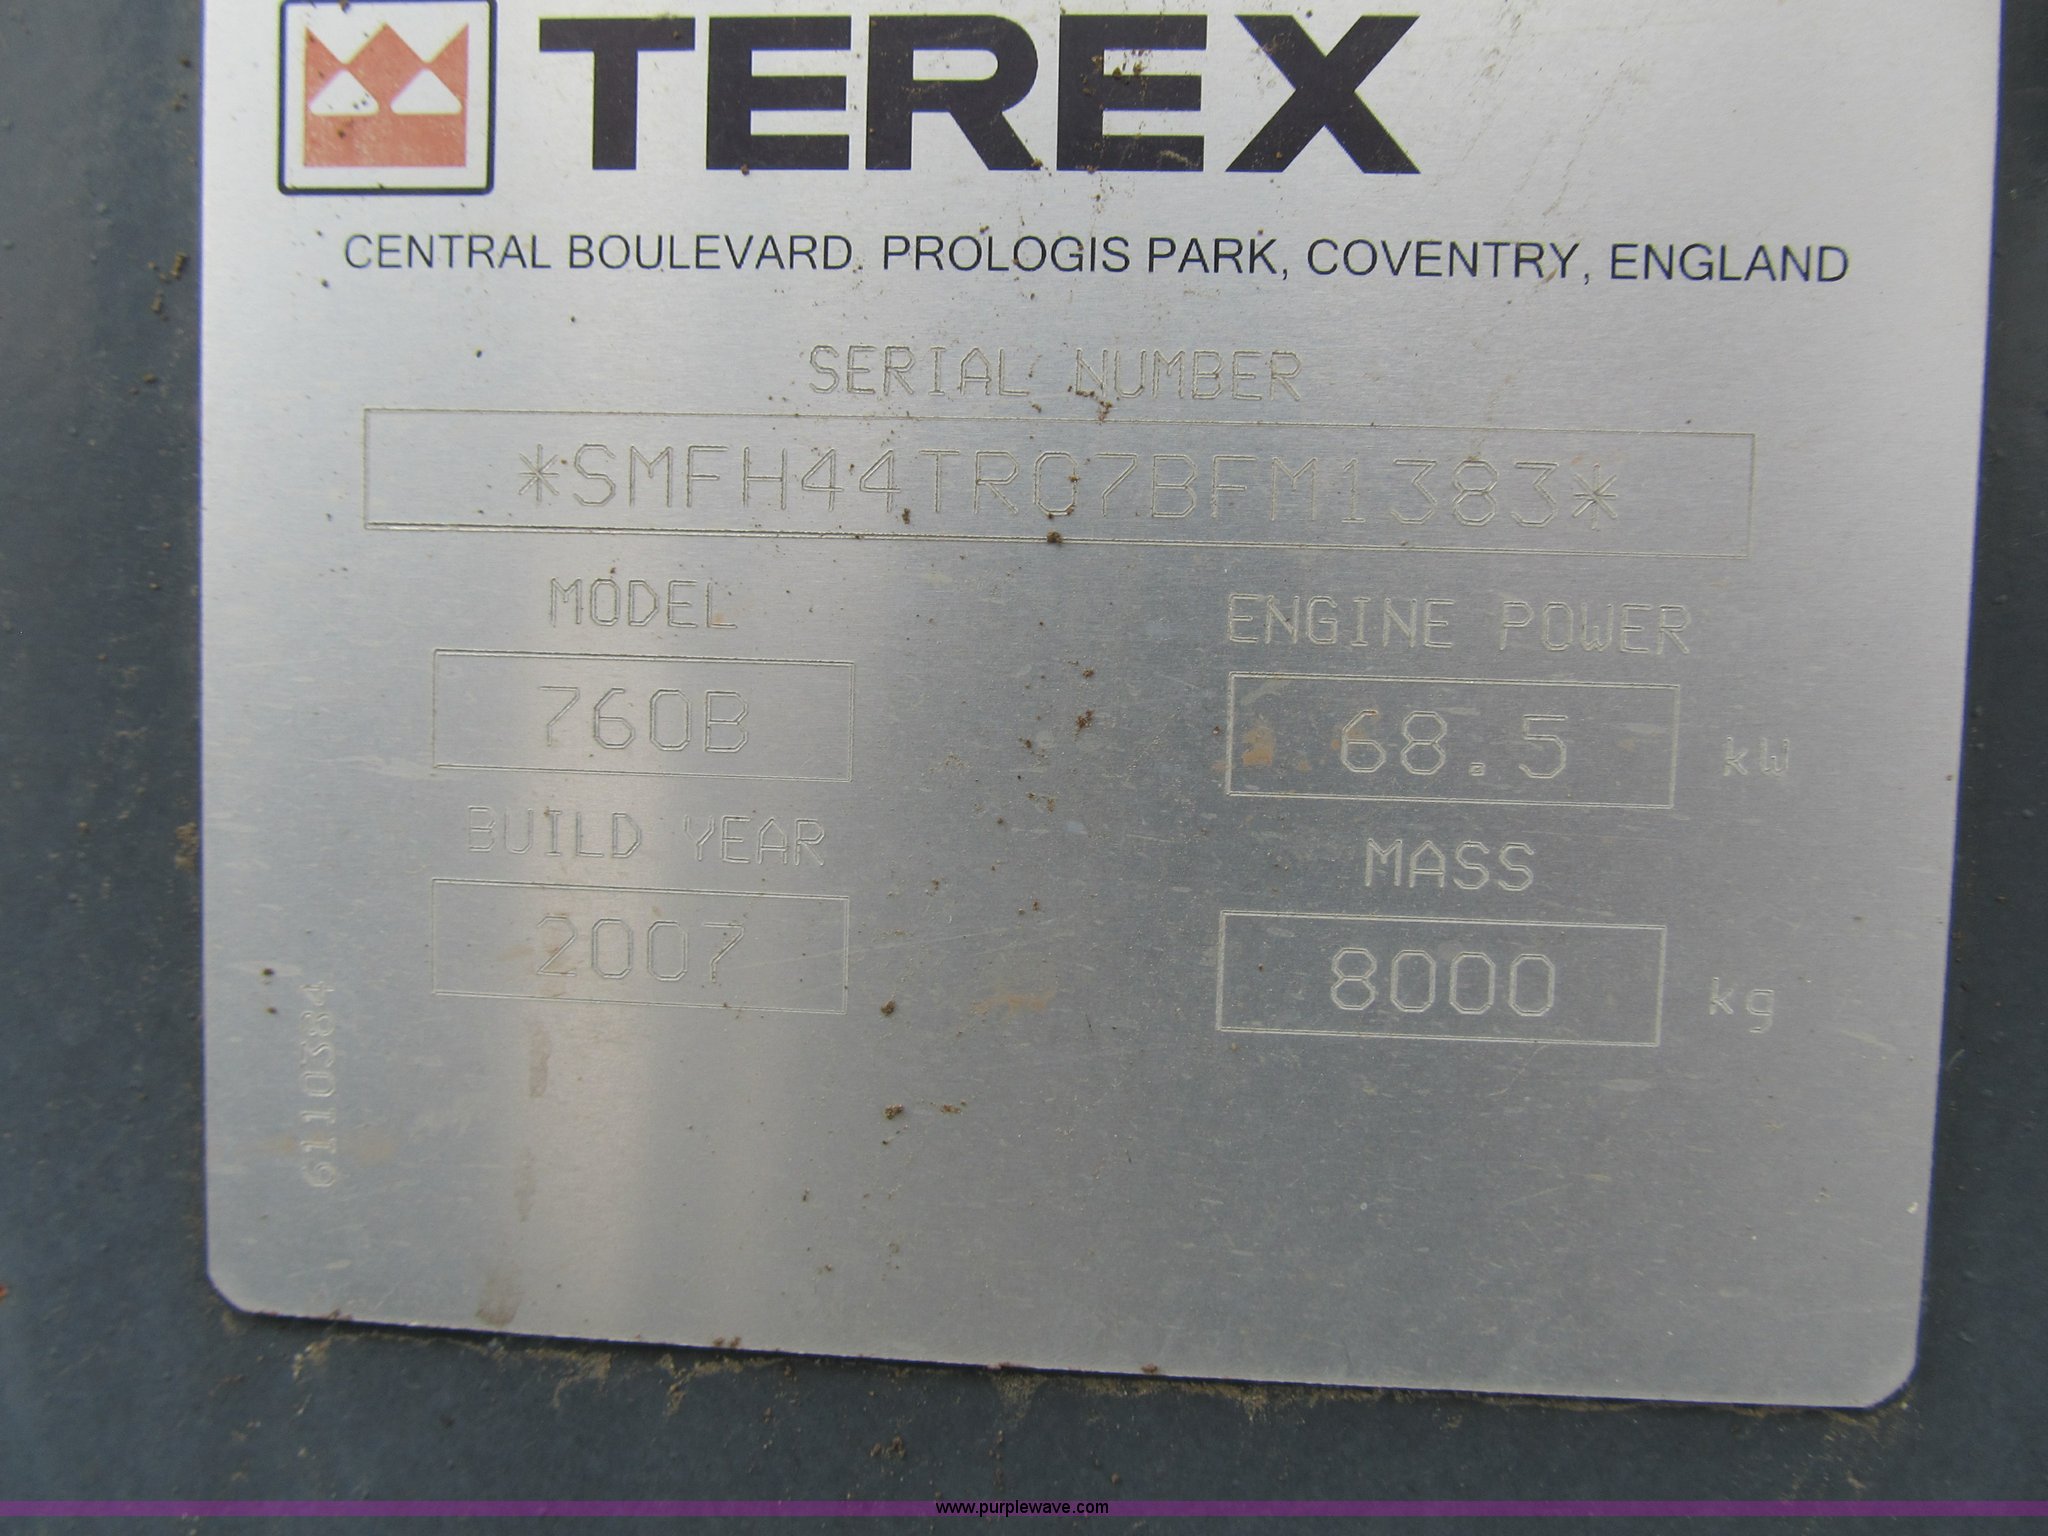 TEREX
CENTRAL BOULEVARD, PROLOGIS PARK, COVENTRY, ENGLAND
SERIAL NUMBER
*SMFH44TR07BFM1383*
MODEL
ENGINE POWER
760B
68.5 kW
BUILD YEAR
MASS
2007
8000 kg
6110384
www.purplewave.com